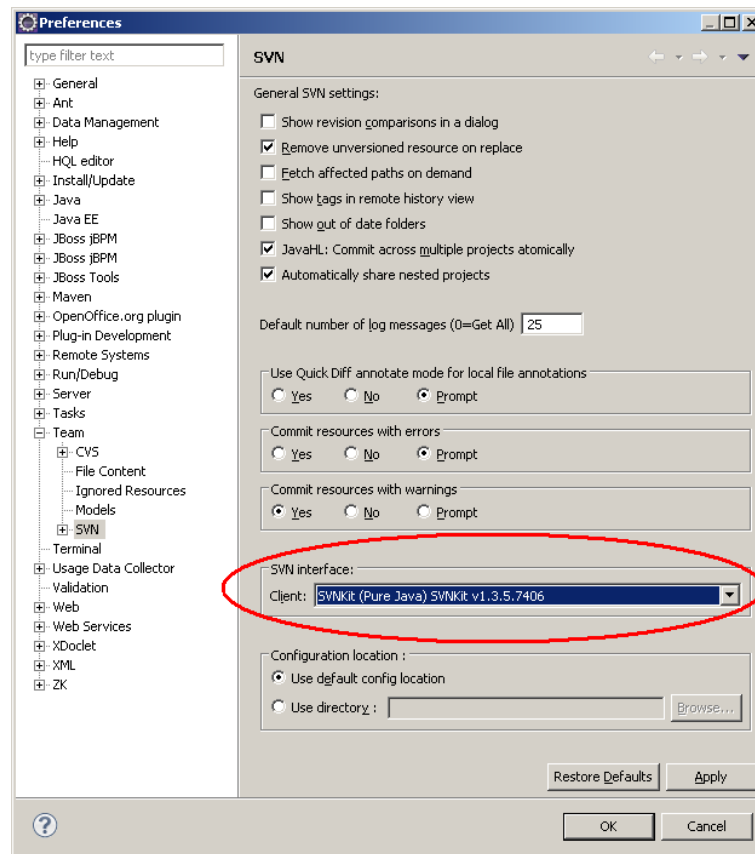 Preferences
type filter text
General
Ant
Data Management
Help
HQL editor
Install/Update
Java
Java EE
JBoss jBPM
JBoss jBPM
JBoss Tools
Maven
OpenOffice.org plugin
Plug-in Development
Remote Systems
Run/Debug
Server
Tasks
Team
CVS
File Content
Ignored Resources
Models
SVN
Terminal
Usage Data Collector
Validation
Web
Web Services
XDoclet
XML
ZK
SVN
General SVN settings:
Show revision comparisons in a dialog
Remove unversioned resource on replace
Fetch affected paths on demand
Show tags in remote history view
Show out of date folders
JavaHL: Commit across multiple projects atomically
Automatically share nested projects
Default number of log messages (0=Get All) 25
Use Quick Diff annotate mode for local file annotations
Yes No Prompt
Commit resources with errors
Yes No Prompt
Commit resources with warnings
Yes No Prompt
SVN interface:
Client: SVNKit (Pure Java) SVNKit v1.3.5.7406
Configuration location :
Use default config location
Use directory : Browse...
Restore Defaults Apply
OK Cancel